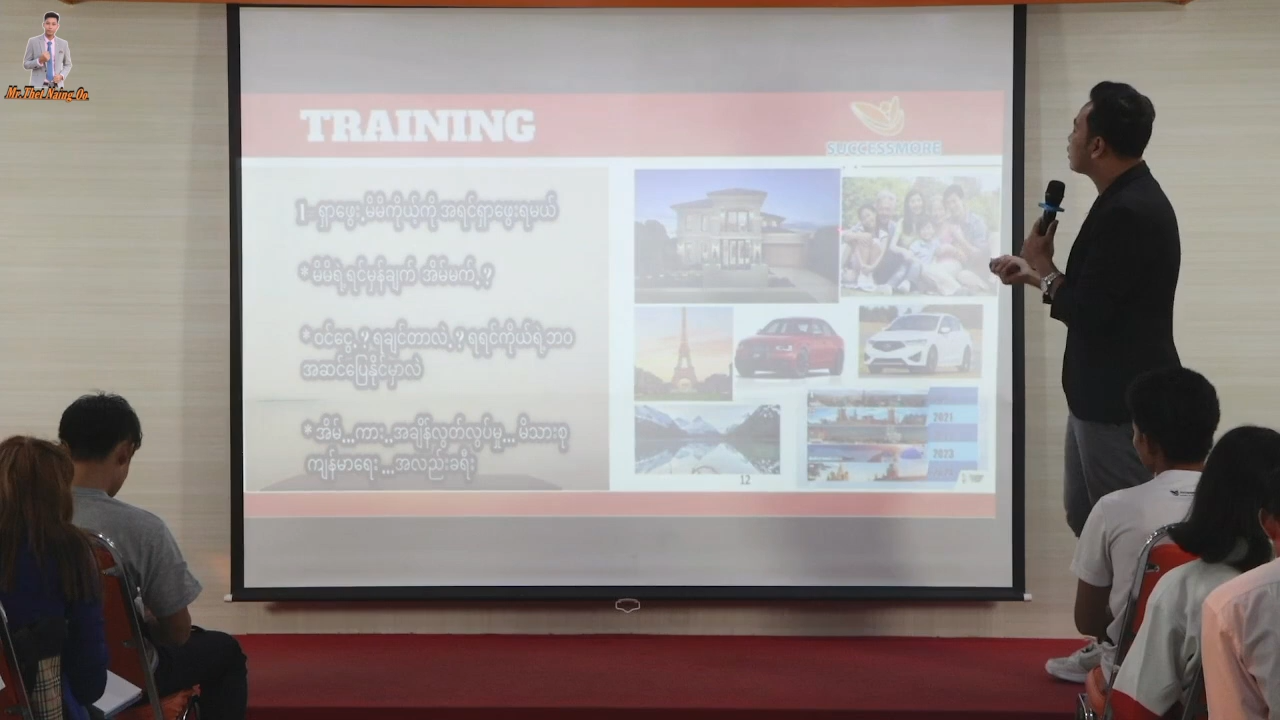 Mr.Thet Naing Oo
TRAINING
SUCCESSMORE
1- ရှာဖွေး မိမိကိုယ့်ကို အရင်ရှာဖွေးရမယ်
* မိမိရဲ့ ရင်မှန်ချက် အိမ်မက် ?
* ဝင်ငွေ ? ရချင်တာလဲ ? ရရင်ကိုယ်ရဲ့ ဘဝ
အဆင်ပြေနိုင်မှာလဲ
* အိမ်...ကား..အချိန်လွတ်လွပ်မှု... မိသားစု
ကျန်မာရေး ...အလည်းခရီး
2021
2023
12